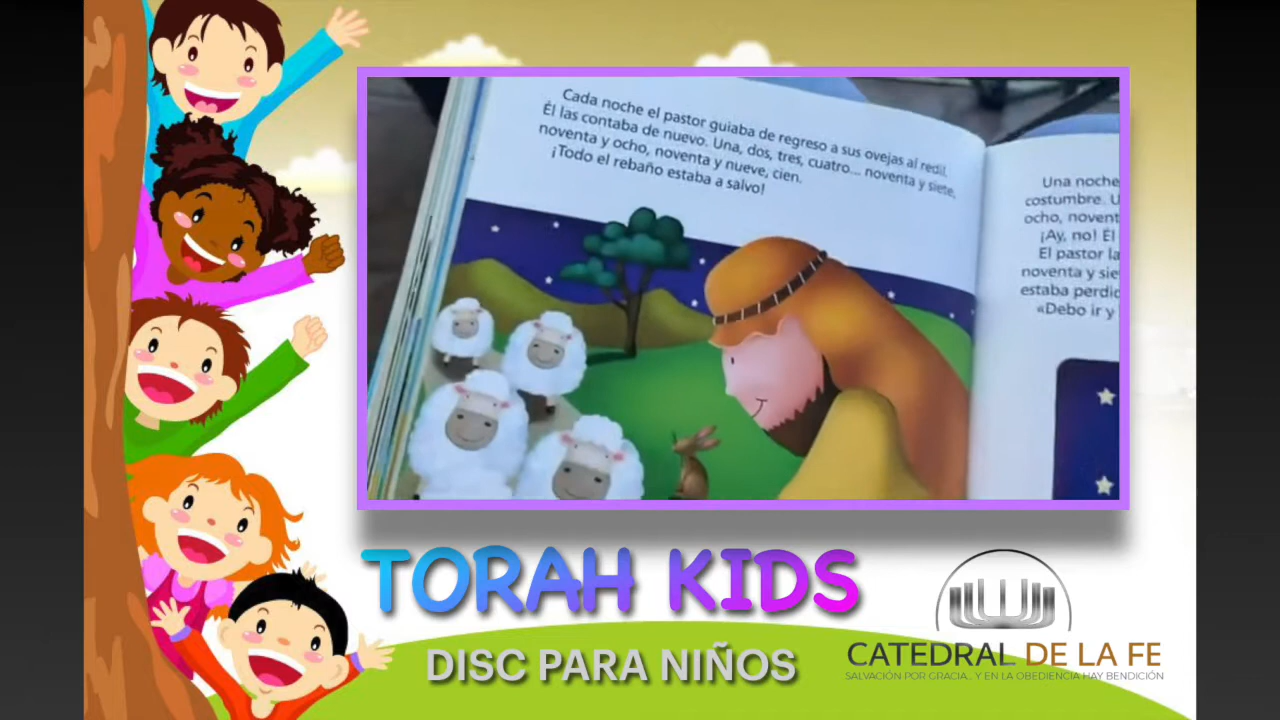 Cada noche el pastor guiaba de regreso a sus ovejas al redil.
Él las contaba de nuevo. Una, dos, tres, cuatro... noventa y siete,
noventa y ocho, noventa y nueve, cien.
¡Todo el rebaño estaba a salvo!
Una noche
costumbre. U
ocho, novent
¡Ay, no! Él
El pastor la
noventa y sie
estaba perdid
«Debo ir y
TORAH KIDS
DISC PARA NIÑOS
CATEDRAL DE LA FE
SALVACIÓN POR GRACIA... Y EN LA OBEDIENCIA HAY BENDICIÓN